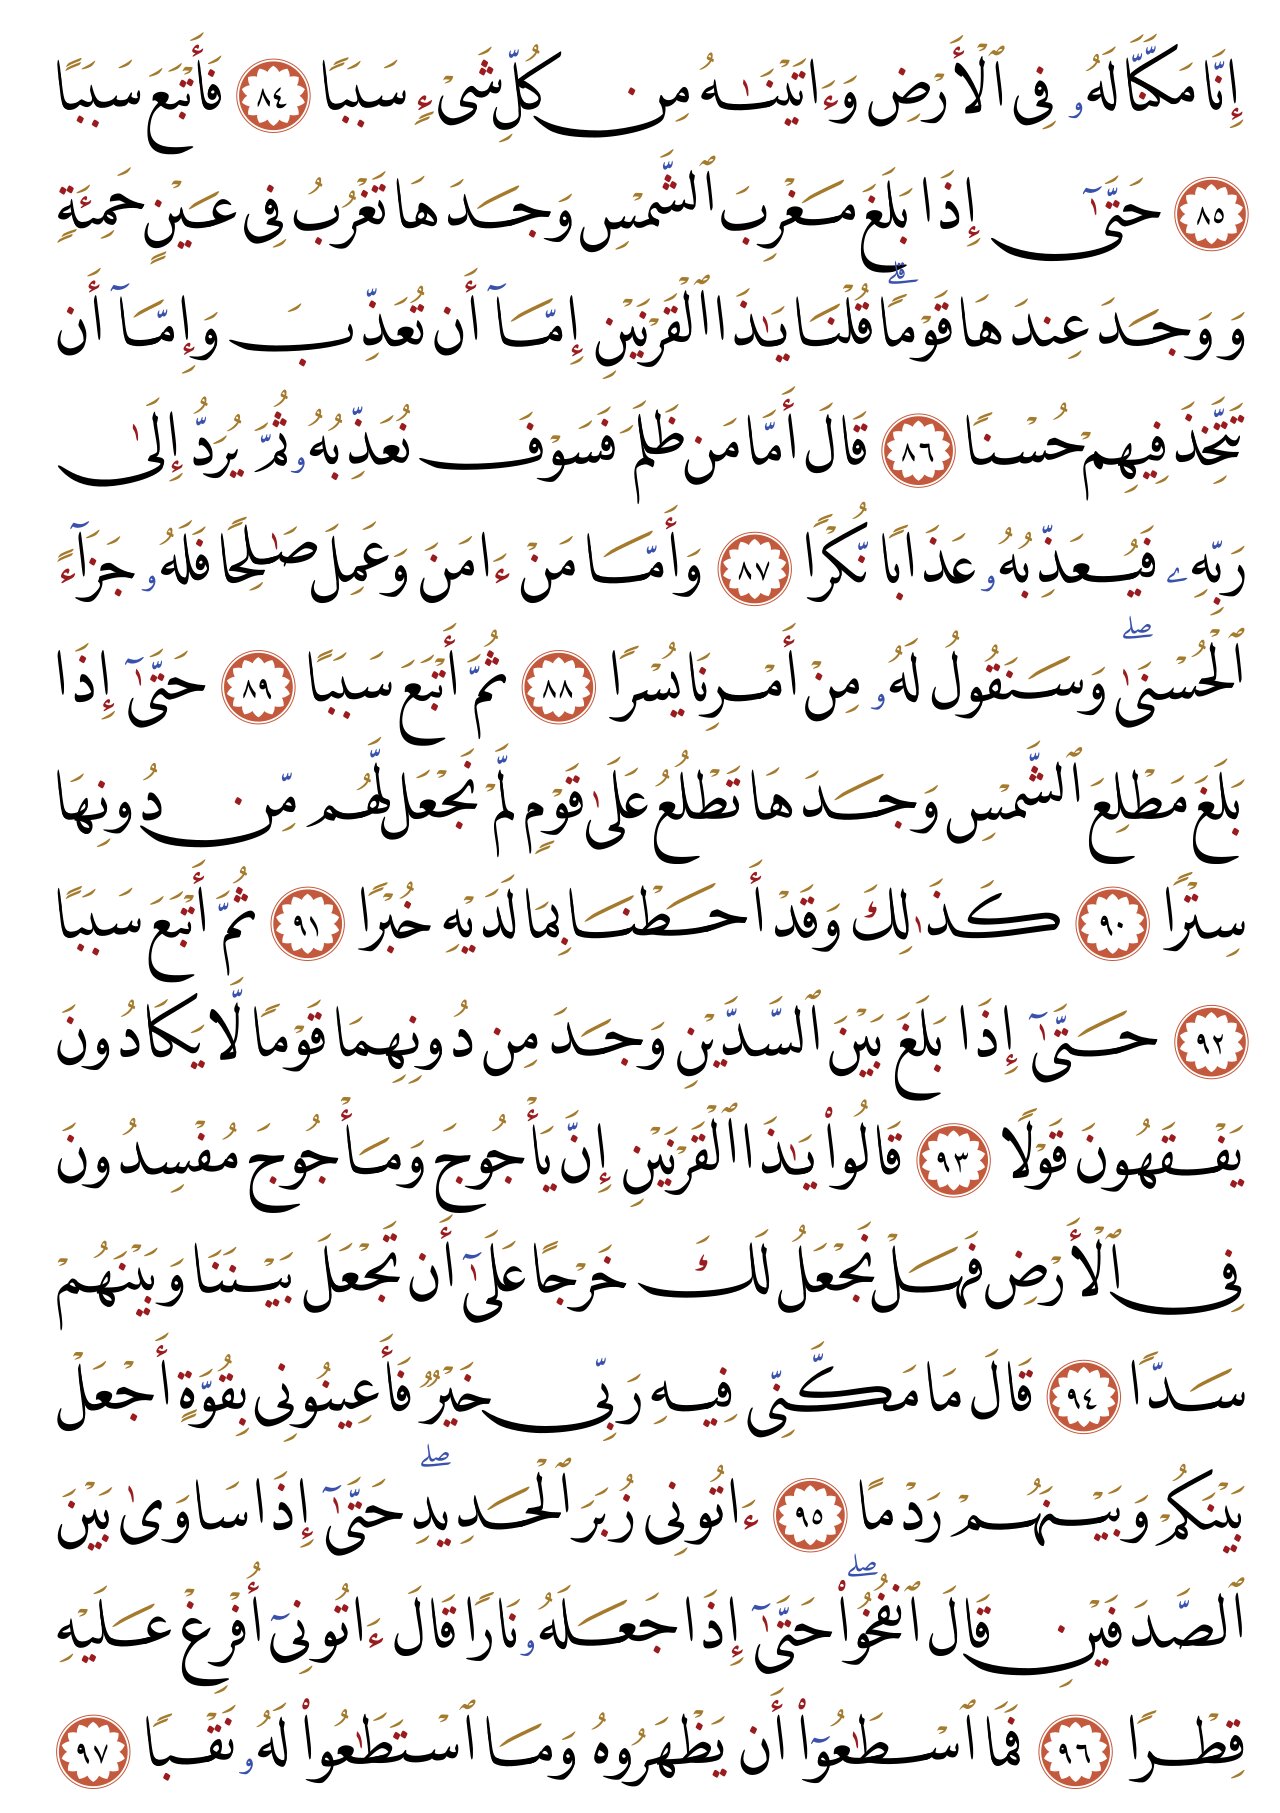 إِنَّا مَكَّنَّا لَهُۥ فِى ٱلْأَرْضِ وَءَاتَيْنَـٰهُ مِن كُلِّ شَىْءٍ سَبَبًا ٨٤ فَأَتْبَعَ سَبَبًا
٨٥ حَتَّىٰٓ إِذَا بَلَغَ مَغْرِبَ ٱلشَّمْسِ وَجَدَهَا تَغْرُبُ فِى عَيْنٍ حَمِئَةٍ
وَوَجَدَ عِندَهَا قَوْمًا ۗ قُلْنَا يَـٰذَا ٱلْقَرْنَيْنِ إِمَّآ أَن تُعَذِّبَ وَإِمَّآ أَن
تَتَّخِذَ فِيهِمْ حُسْنًا ٨٦ قَالَ أَمَّا مَن ظَلَمَ فَسَوْفَ نُعَذِّبُهُۥ ثُمَّ يُرَدُّ إِلَىٰ
رَبِّهِۦ فَيُعَذِّبُهُۥ عَذَابًا نُّكْرًا ٨٧ وَأَمَّا مَنْ ءَامَنَ وَعَمِلَ صَـٰلِحًا فَلَهُۥ جَزَآءً
ٱلْحُسْنَىٰ ۖ وَسَنَقُولُ لَهُۥ مِنْ أَمْرِنَا يُسْرًا ٨٨ ثُمَّ أَتْبَعَ سَبَبًا ٨٩ حَتَّىٰٓ إِذَا
بَلَغَ مَطْلِعَ ٱلشَّمْسِ وَجَدَهَا تَطْلُعُ عَلَىٰ قَوْمٍ لَّمْ نَجْعَل لَّهُم مِّن دُونِهَا
سِتْرًا ٩٠ كَذَٰلِكَ وَقَدْ أَحَطْنَا بِمَا لَدَيْهِ خُبْرًا ٩١ ثُمَّ أَتْبَعَ سَبَبًا
٩٢ حَتَّىٰٓ إِذَا بَلَغَ بَيْنَ ٱلسَّدَّيْنِ وَجَدَ مِن دُونِهِمَا قَوْمًا لَّا يَكَادُونَ
يَفْقَهُونَ قَوْلًا ٩٣ قَالُوا۟ يَـٰذَا ٱلْقَرْنَيْنِ إِنَّ يَأْجُوجَ وَمَأْجُوجَ مُفْسِدُونَ
فِى ٱلْأَرْضِ فَهَلْ نَجْعَلُ لَكَ خَرْجًا عَلَىٰٓ أَن تَجْعَلَ بَيْنَنَا وَبَيْنَهُمْ
سَدًّا ٩٤ قَالَ مَا مَكَّنِّى فِيهِ رَبِّى خَيْرٌ فَأَعِينُونِى بِقُوَّةٍ أَجْعَلْ
بَيْنَكُمْ وَبَيْنَهُمْ رَدْمًا ٩٥ ءَاتُونِى زُبَرَ ٱلْحَدِيدِ ۖ حَتَّىٰٓ إِذَا سَاوَىٰ بَيْنَ
ٱلصَّدَفَيْنِ قَالَ ٱنفُخُوا۟ ۖ حَتَّىٰٓ إِذَا جَعَلَهُۥ نَارًا قَالَ ءَاتُونِىٓ أُفْرِغْ عَلَيْهِ
قِطْرًا ٩٦ فَمَا ٱسْطَـٰعُوٓا۟ أَن يَظْهَرُوهُ وَمَا ٱسْتَطَـٰعُوا۟ لَهُۥ نَقْبًا ٩٧